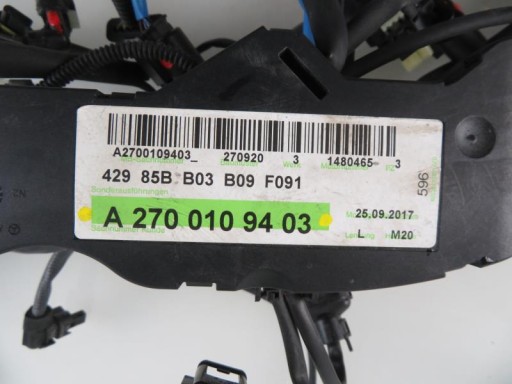 A2700109403_ 270920 3 1480465 3
429 85B B03 B09 F091
Sonderausführungen
A 270 010 94 03
25.09.2017
L M20
596